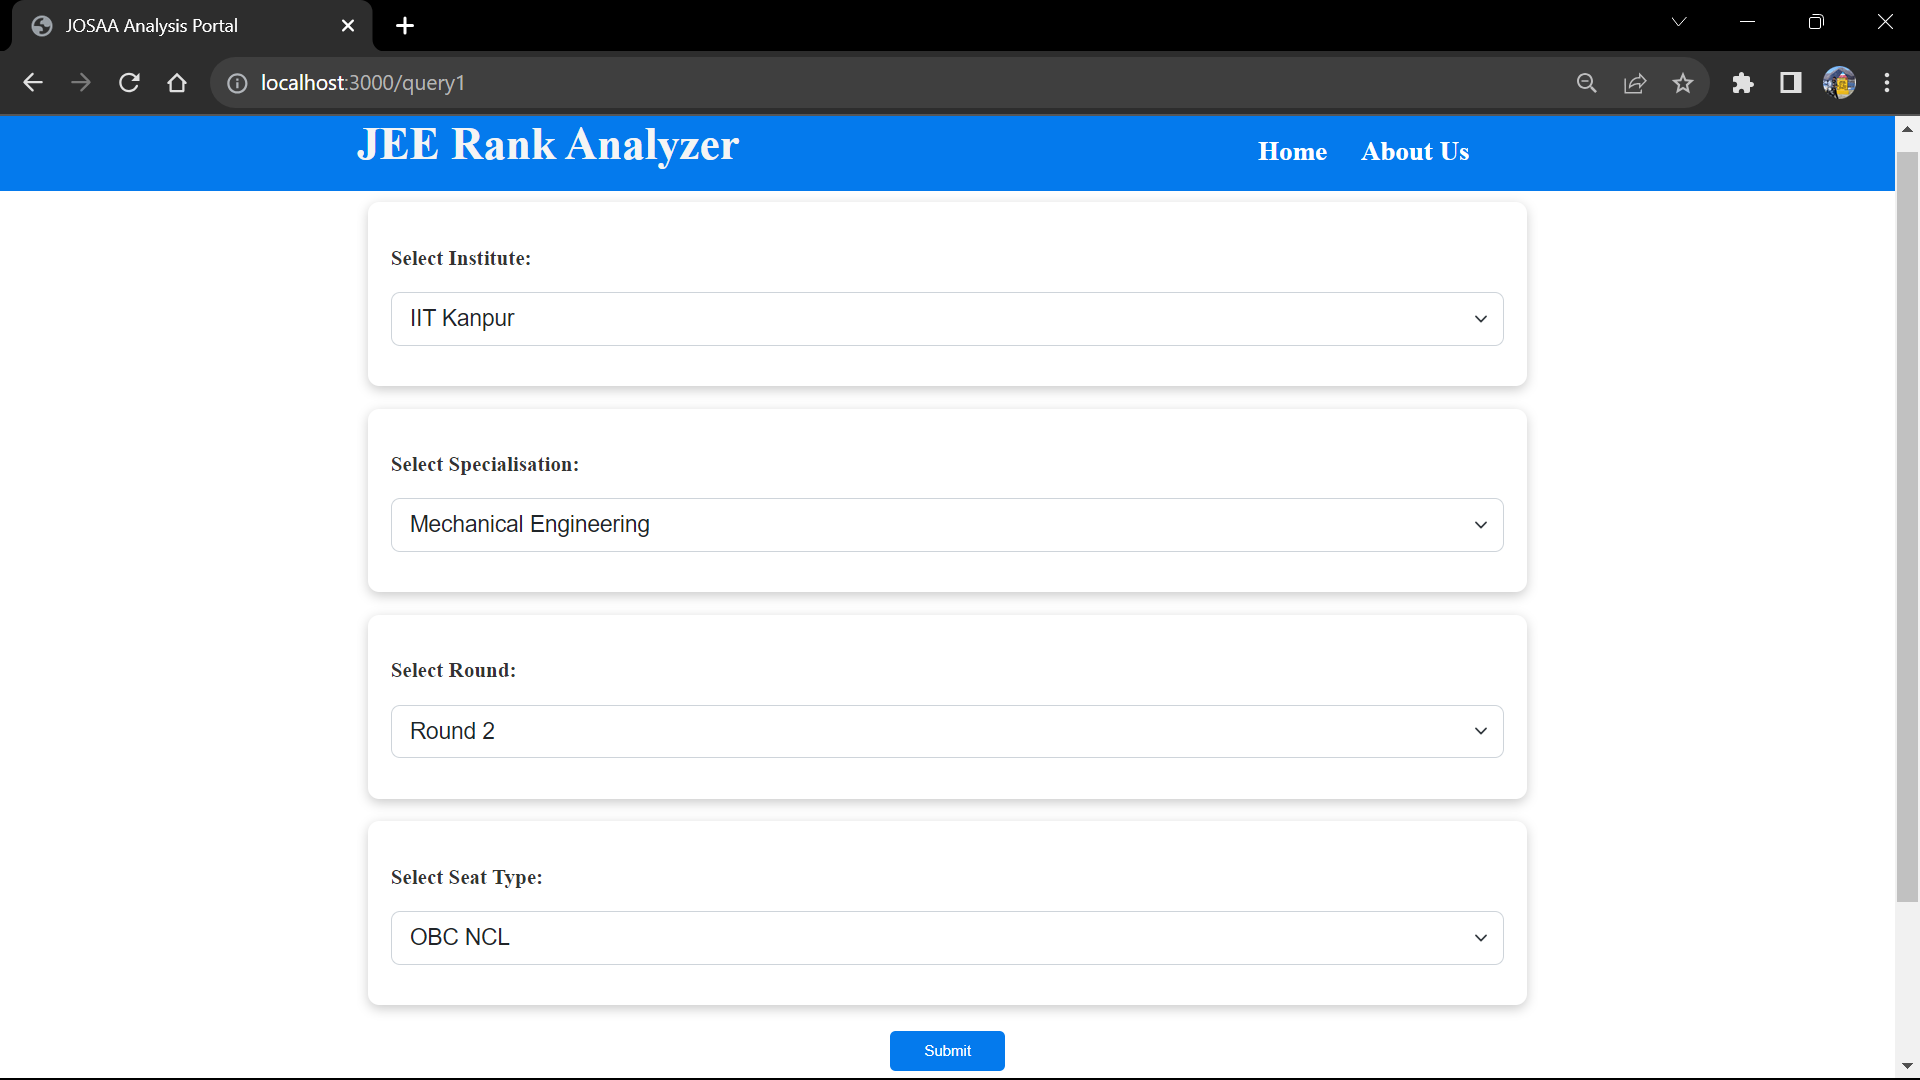 JOSAA Analysis Portal
localhost:3000/query1
JEE Rank Analyzer
Home About Us
Select Institute:
IIT Kanpur
Select Specialisation:
Mechanical Engineering
Select Round:
Round 2
Select Seat Type:
OBC NCL
Submit